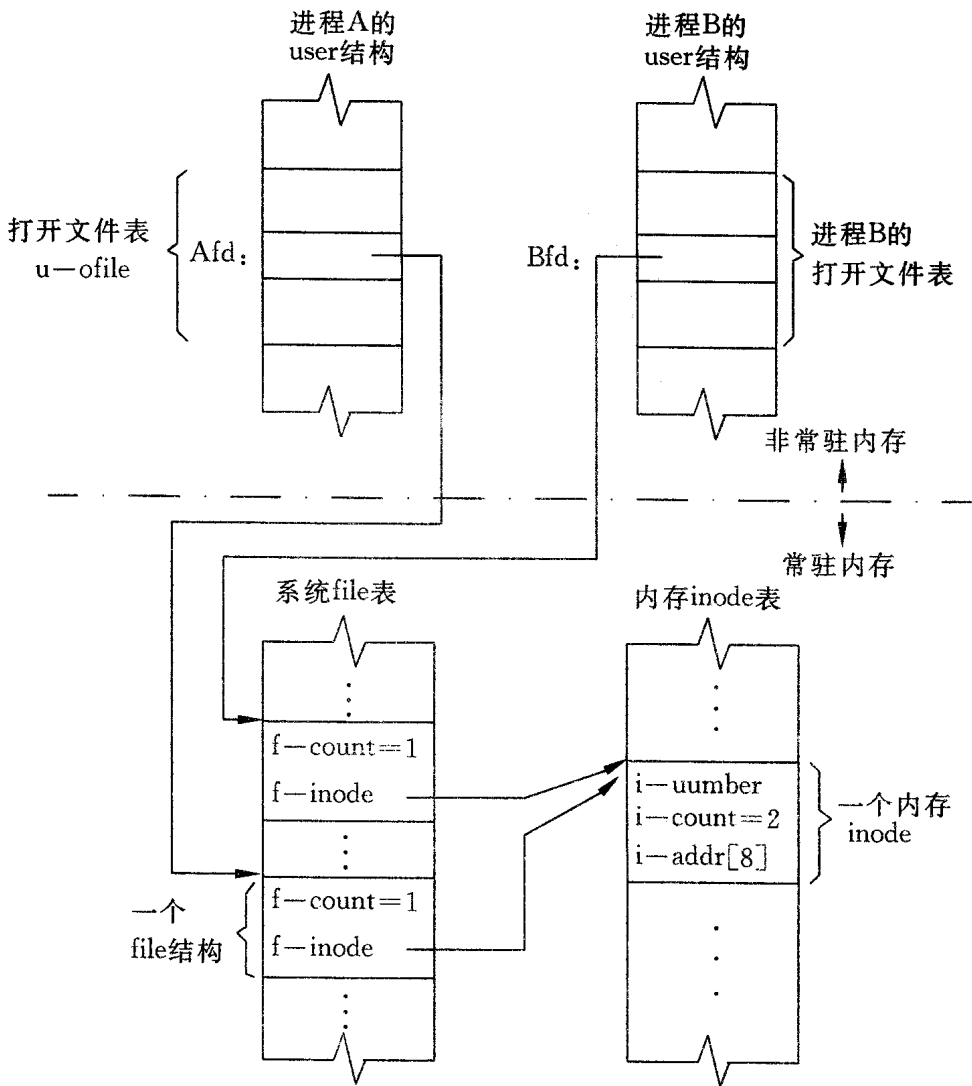 进程A的
user结构
进程B的
user结构
打开文件表
u－ofile
Afd：
Bfd：
进程B的
打开文件表
非常驻内存
常驻内存
系统file表
内存inode表
f－count＝1
f－inode
i－uumber
i－count＝2
i－addr[8]
一个内存
inode
f－count＝1
f－inode
一个
file结构